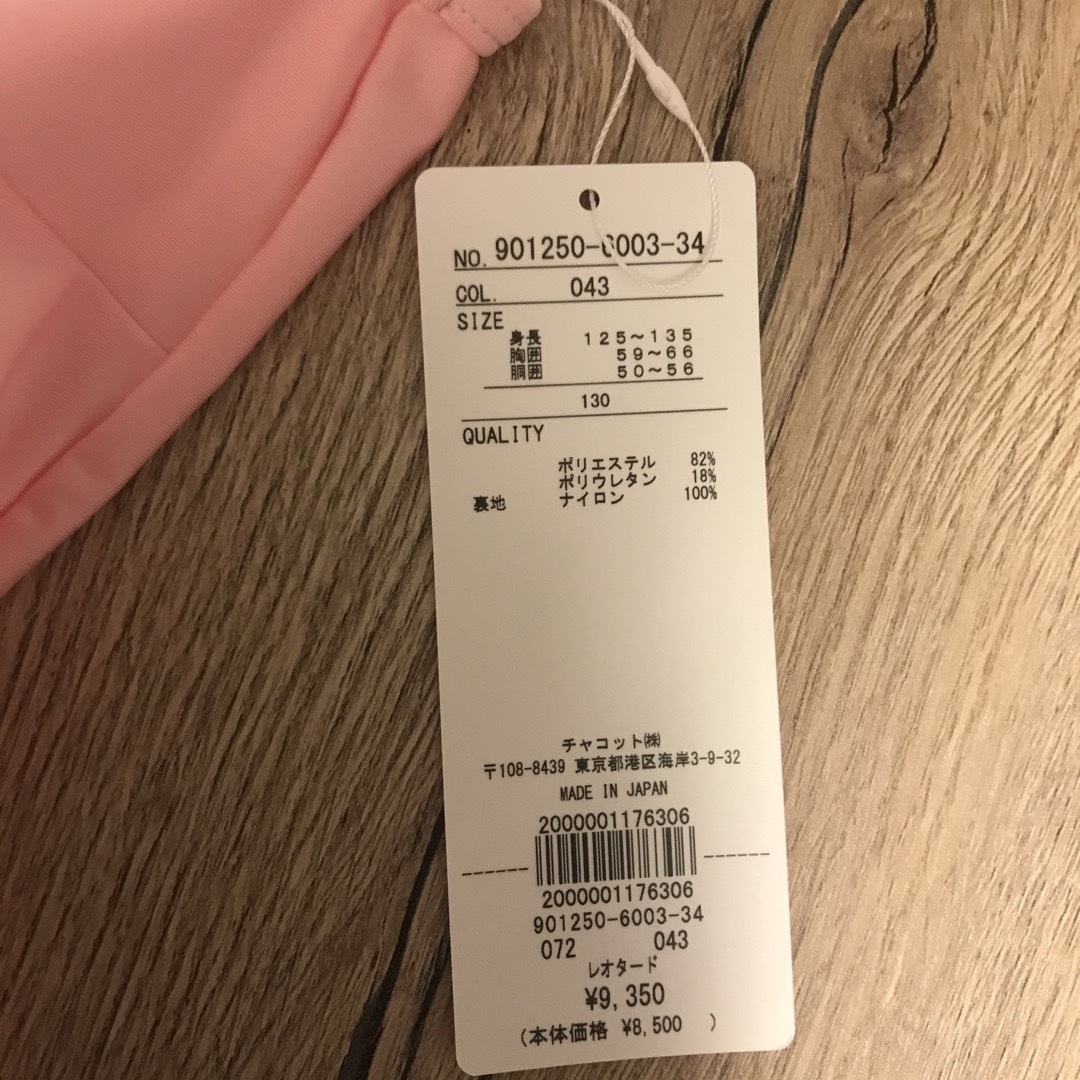 NO. 901250-6003-34
COL. 043
SIZE
身長 125～135
胸囲 59～66
胴囲 50～56
130
QUALITY
ポリエステル 82%
ポリウレタン 18%
裏地 ナイロン 100%
チャコット㈱
〒108-8439 東京都港区海岸3-9-32
MADE IN JAPAN
2000001176306
2000001176306
901250-6003-34
072 043
レオタード
¥9,350
(本体価格 ¥8,500 )